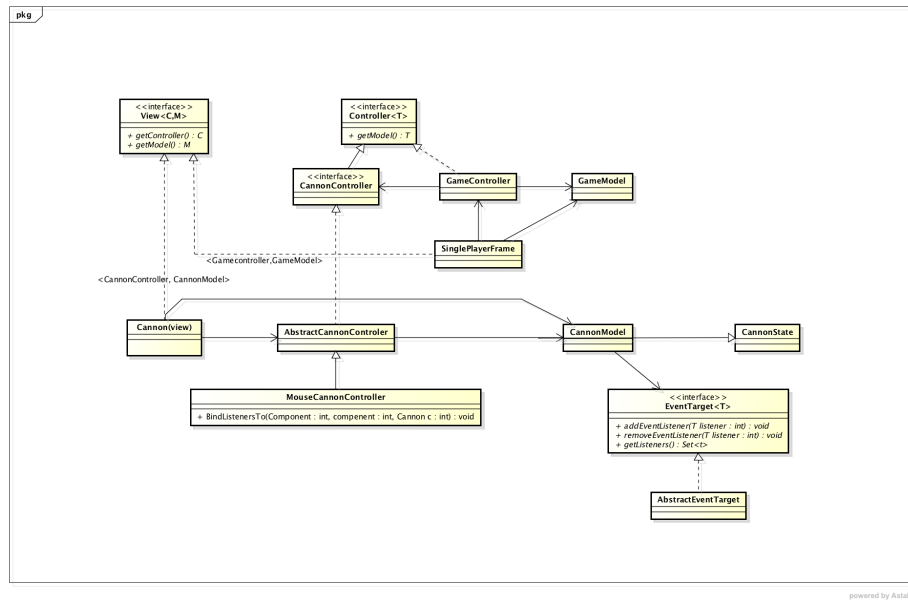 pkg
<<interface>>
View<C,M>
+ getController() : C
+ getModel() : M
<<interface>>
Controller<T>
+ getModel() : T
<<interface>>
CannonController
GameController
GameModel
SinglePlayerFrame
<Gamecontroller,GameModel>
<CannonController, CannonModel>
Cannon(view)
AbstractCannonControler
CannonModel
CannonState
MouseCannonController
+ BindListenersTo(Component : int, compenent : int, Cannon c : int) : void
<<interface>>
EventTarget<T>
+ addEventListener(T listener : int) : void
+ removeEventListener(T listener : int) : void
+ getListeners() : Set<t>
AbstractEventTarget
powered by Asta